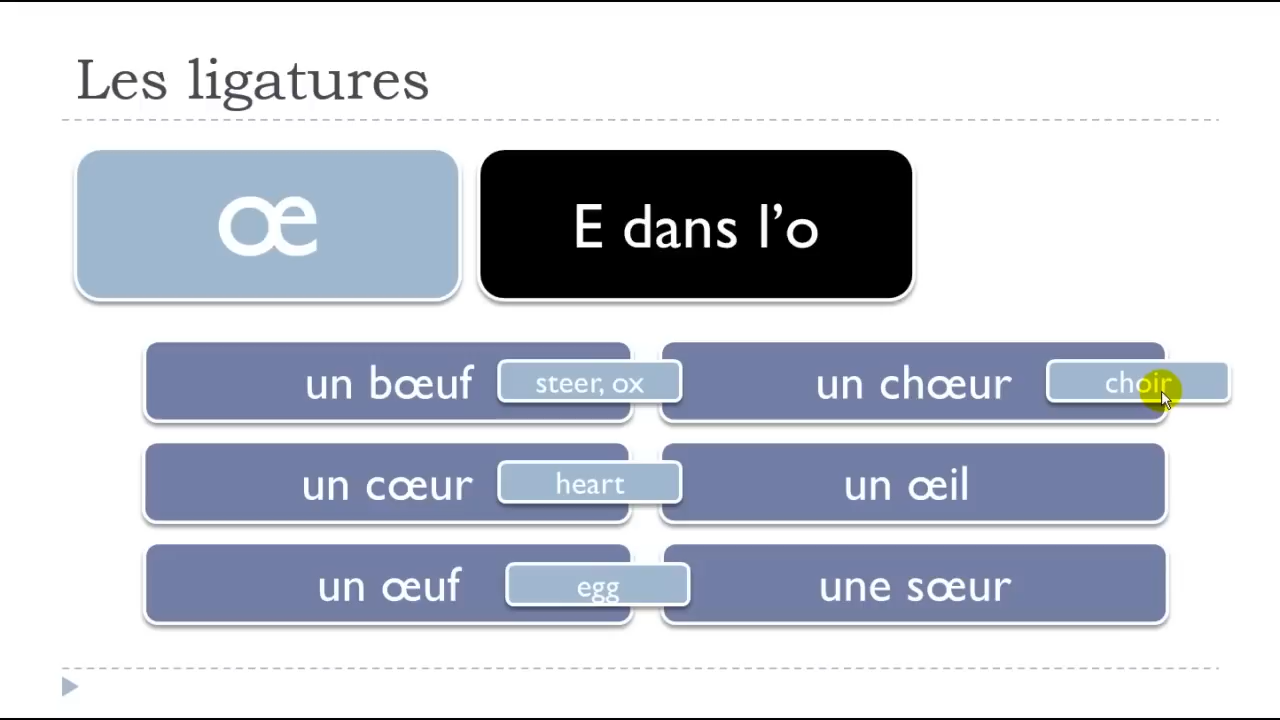 Les ligatures
œ
E dans l’o
un bœuf steer, ox
un chœur choir
un cœur heart
un œil
un œuf egg
une sœur